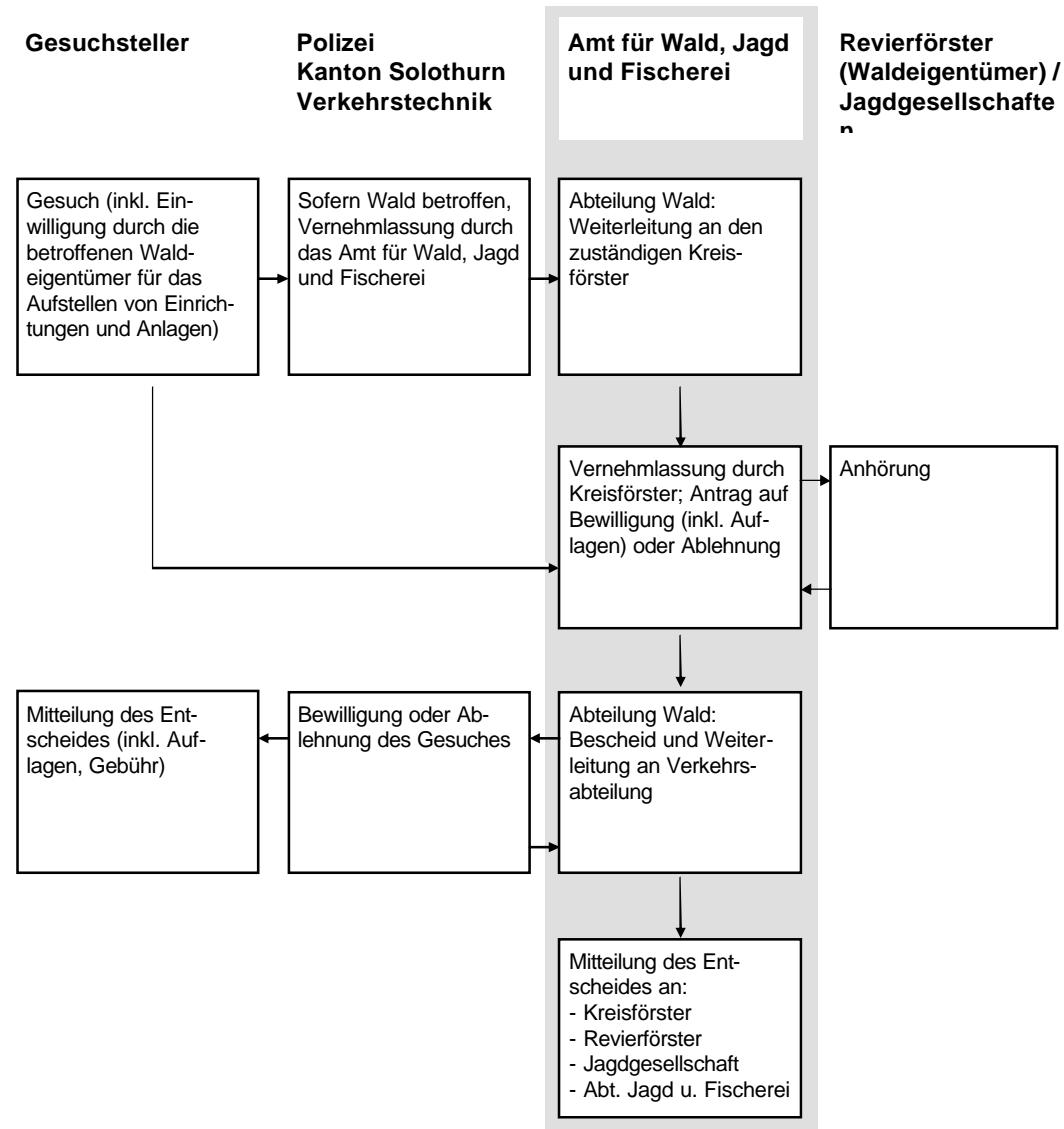 Gesuchsteller
Polizei
Kanton Solothurn
Verkehrstechnik
Amt für Wald, Jagd
und Fischerei
Revierförster
(Waldeigentümer) /
Jagdgesellschafte
n
Gesuch (inkl. Ein-
willigung durch die
betroffenen Wald-
eigentümer für das
Aufstellen von Einrich-
tungen und Anlagen)
Sofern Wald betroffen,
Vernehmlassung durch
das Amt für Wald, Jagd
und Fischerei
Abteilung Wald:
Weiterleitung an den
zuständigen Kreis-
förster
Vernehmlassung durch
Kreisförster; Antrag auf
Bewilligung (inkl. Auf-
lagen) oder Ablehnung
Anhörung
Mitteilung des Ent-
scheides (inkl. Auf-
lagen, Gebühr)
Bewilligung oder Ab-
lehnung des Gesuches
Abteilung Wald:
Bescheid und Weiter-
leitung an Verkehrs-
abteilung
Mitteilung des Ent-
scheides an:
- Kreisförster
- Revierförster
- Jagdgesellschaft
- Abt. Jagd u. Fischerei